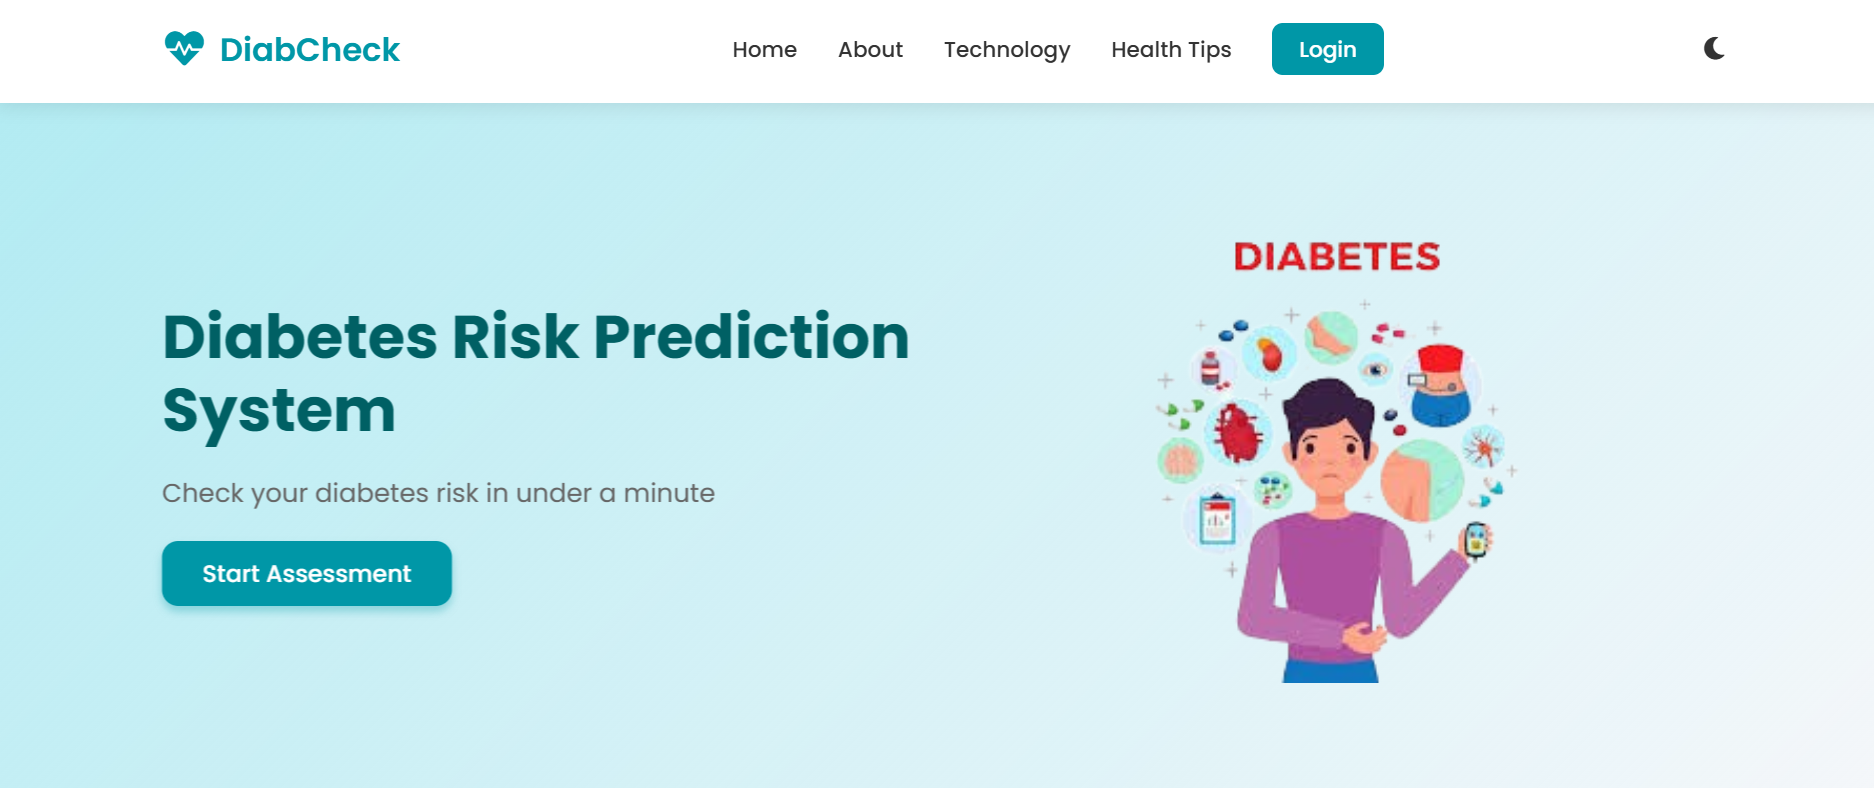 DiabCheck
Home
About
Technology
Health Tips
Login
DIABETES
Diabetes Risk Prediction
System
Check your diabetes risk in under a minute
Start Assessment